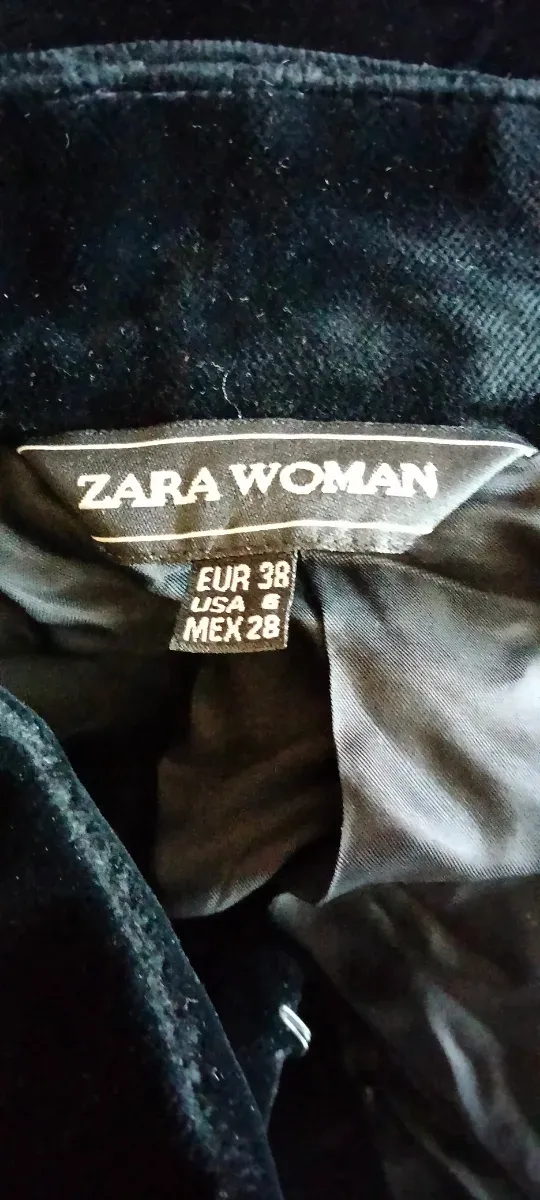 ZARA WOMAN
EUR 38
USA 6
MEX 28